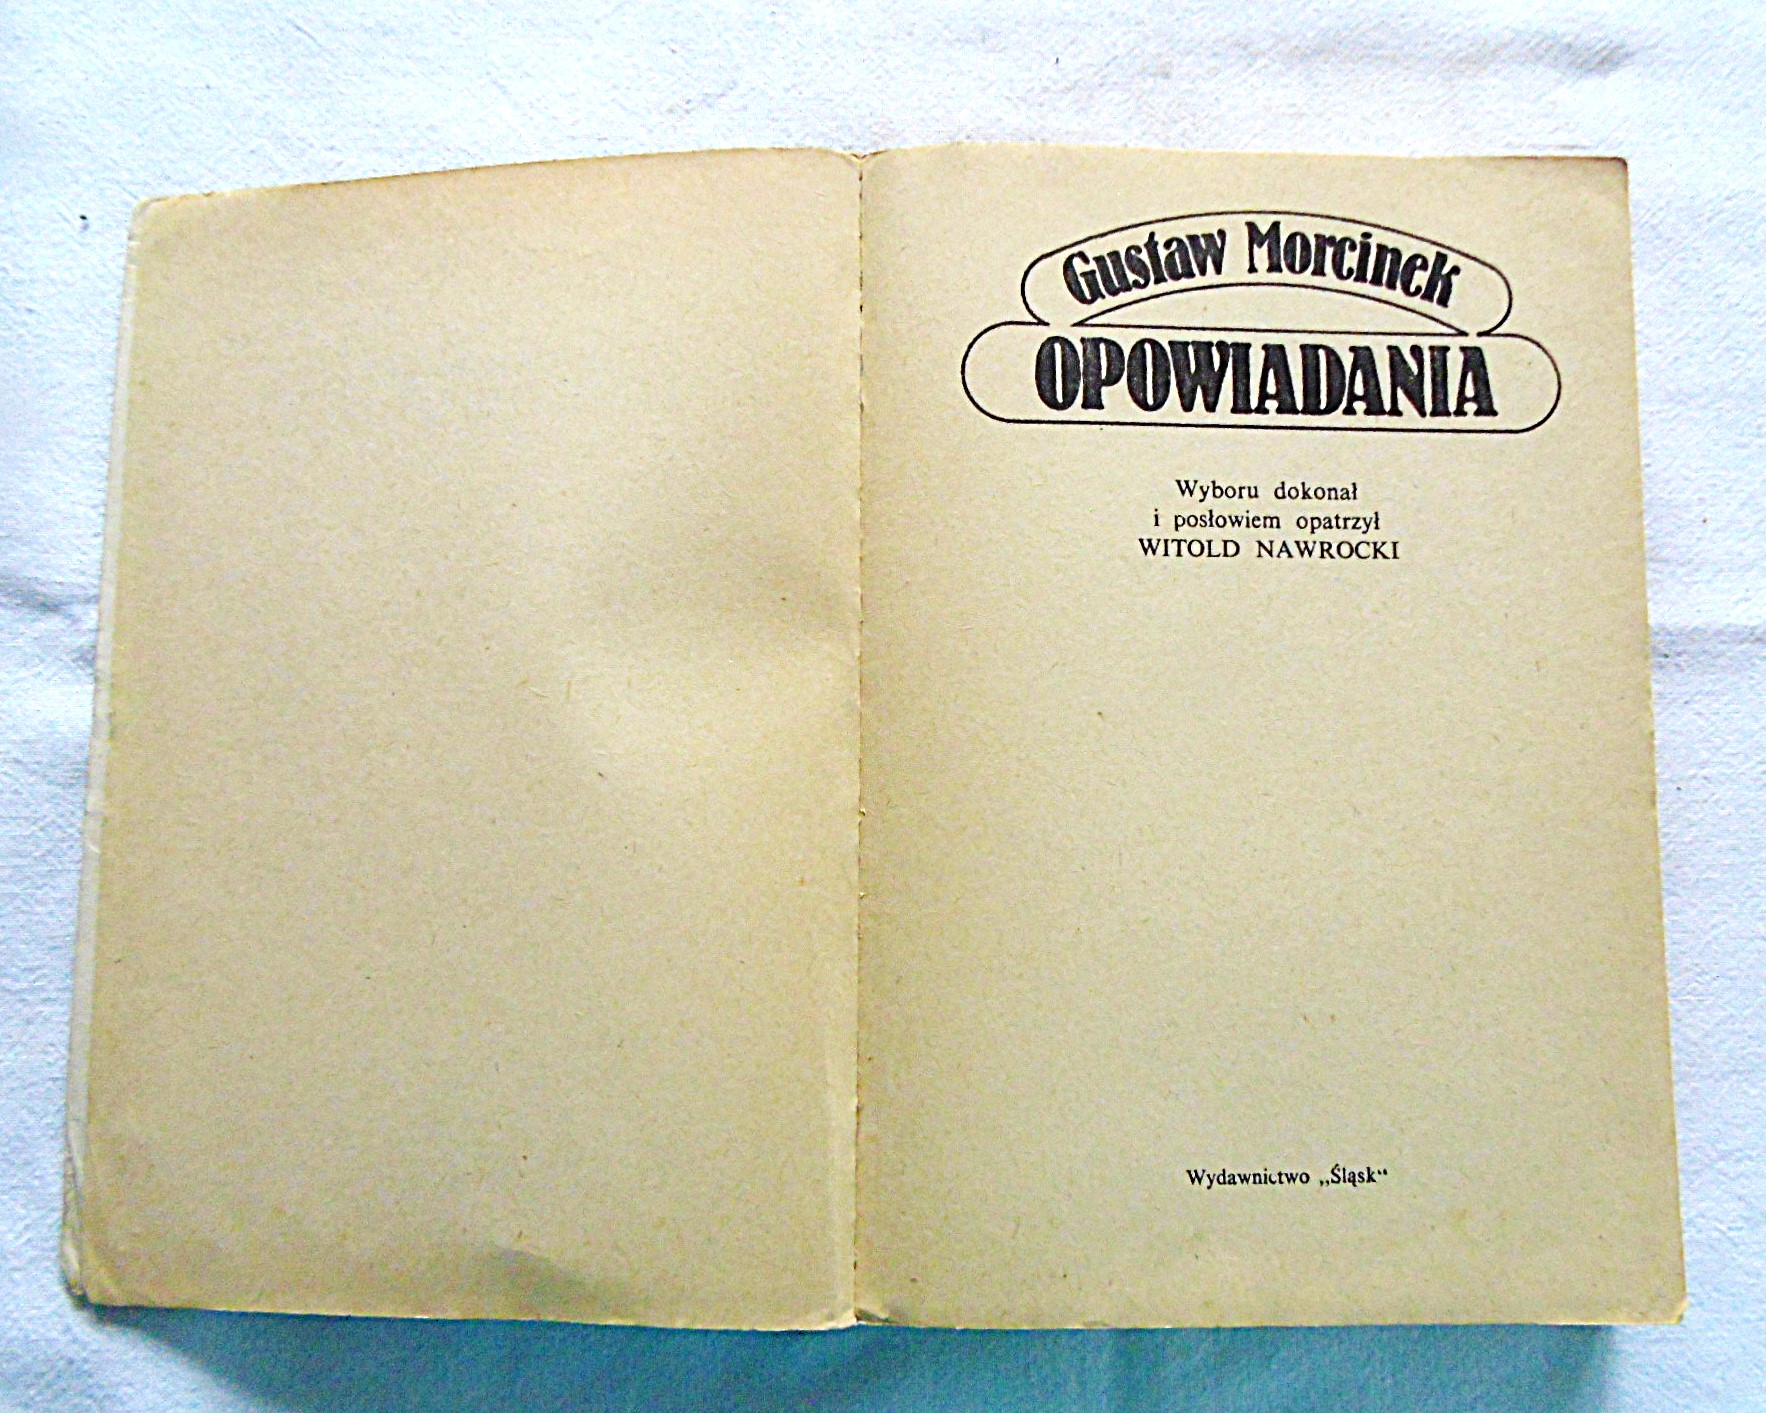 Gustaw Morcinek
OPOWIADANIA
Wyboru dokonał
i posłowiem opatrzył
WITOLD NAWROCKI
Wydawnictwo „Śląsk“